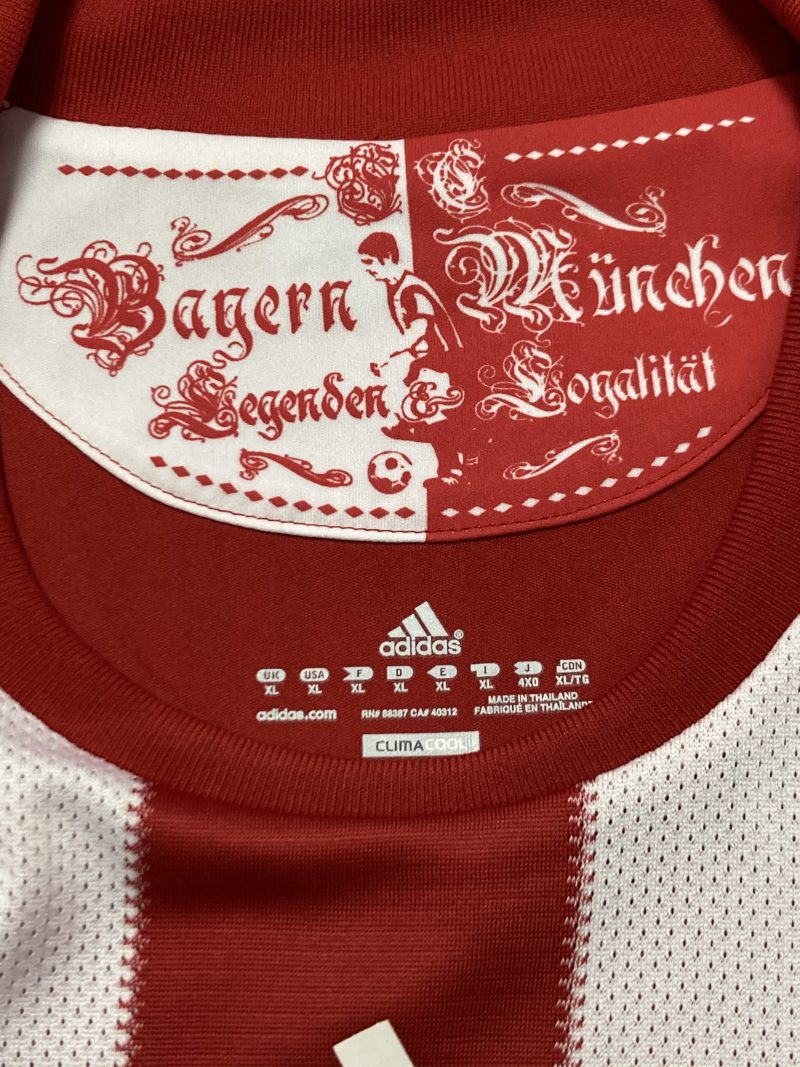 F C
Bayern München
Legenden & Loyalität
adidas®
UK USA F D E I J CDN
XL XL XL XL XL XL 4XO XL/TG
adidas.com RN# 88387 CA# 40312 MADE IN THAILAND
FABRIQUÉ EN THAÏLANDE
CLIMACOOL